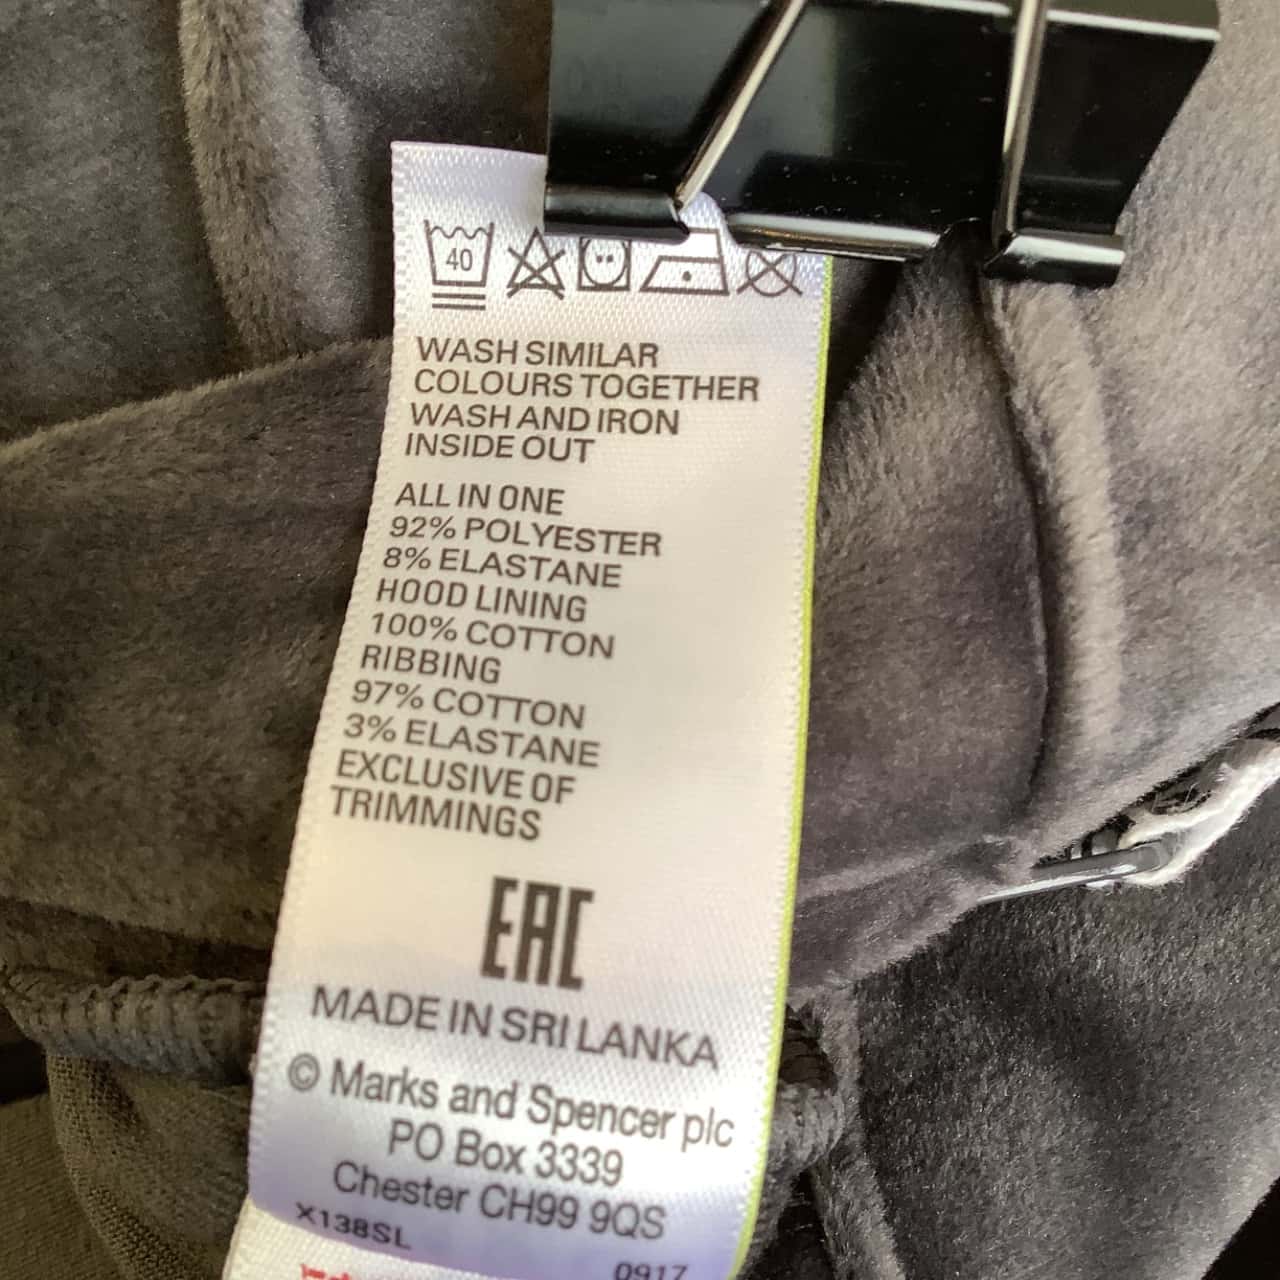 40
WASH SIMILAR
COLOURS TOGETHER
WASH AND IRON
INSIDE OUT
ALL IN ONE
92% POLYESTER
8% ELASTANE
HOOD LINING
100% COTTON
RIBBING
97% COTTON
3% ELASTANE
EXCLUSIVE OF
TRIMMINGS
EAC
MADE IN SRI LANKA
© Marks and Spencer plc
PO Box 3339
Chester CH99 9QS
X138SL
0917